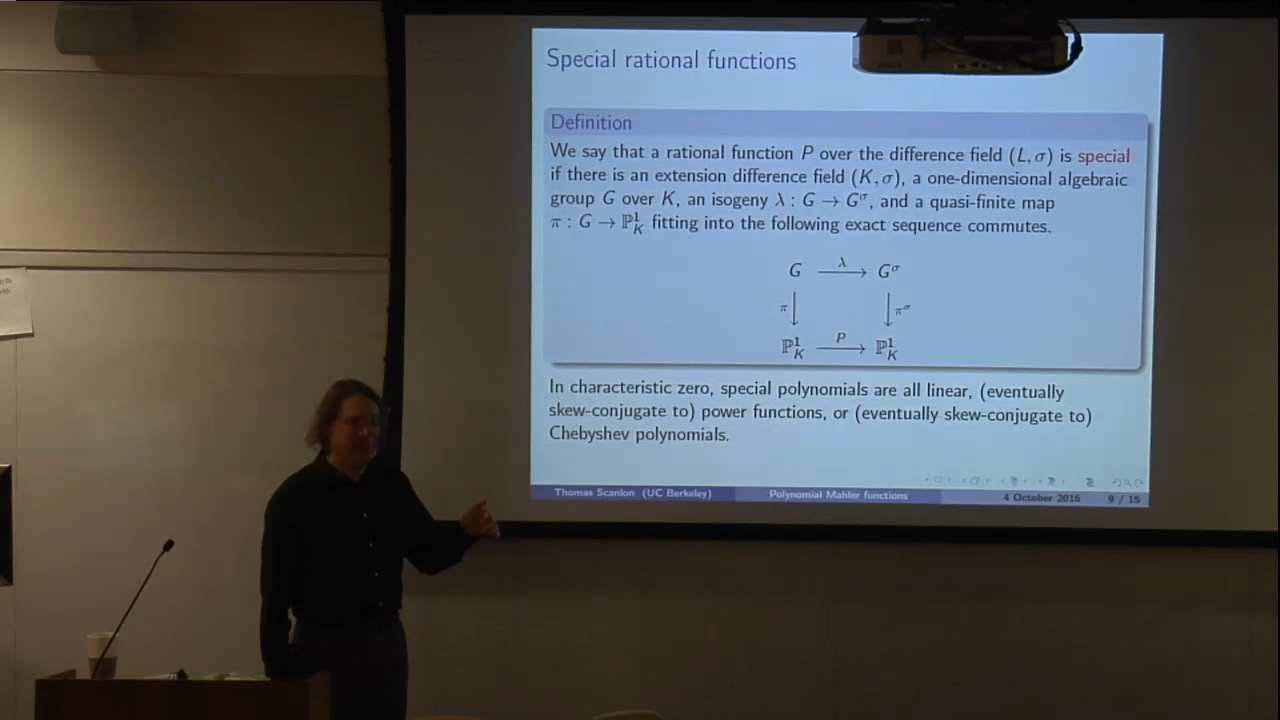 Special rational functions
Definition
We say that a rational function P over the difference field (L, σ) is special
if there is an extension difference field (K, σ), a one-dimensional algebraic
group G over K, an isogeny λ : G → G^σ, and a quasi-finite map
π : G → ℙ¹_K fitting into the following exact sequence commutes.
G λ→ G^σ
π↓ ↓π^σ
ℙ¹_K P→ ℙ¹_K
In characteristic zero, special polynomials are all linear, (eventually
skew-conjugate to) power functions, or (eventually skew-conjugate to)
Chebyshev polynomials.
Thomas Scanlon (UC Berkeley) Polynomial Mahler functions 4 October 2016 9 / 15